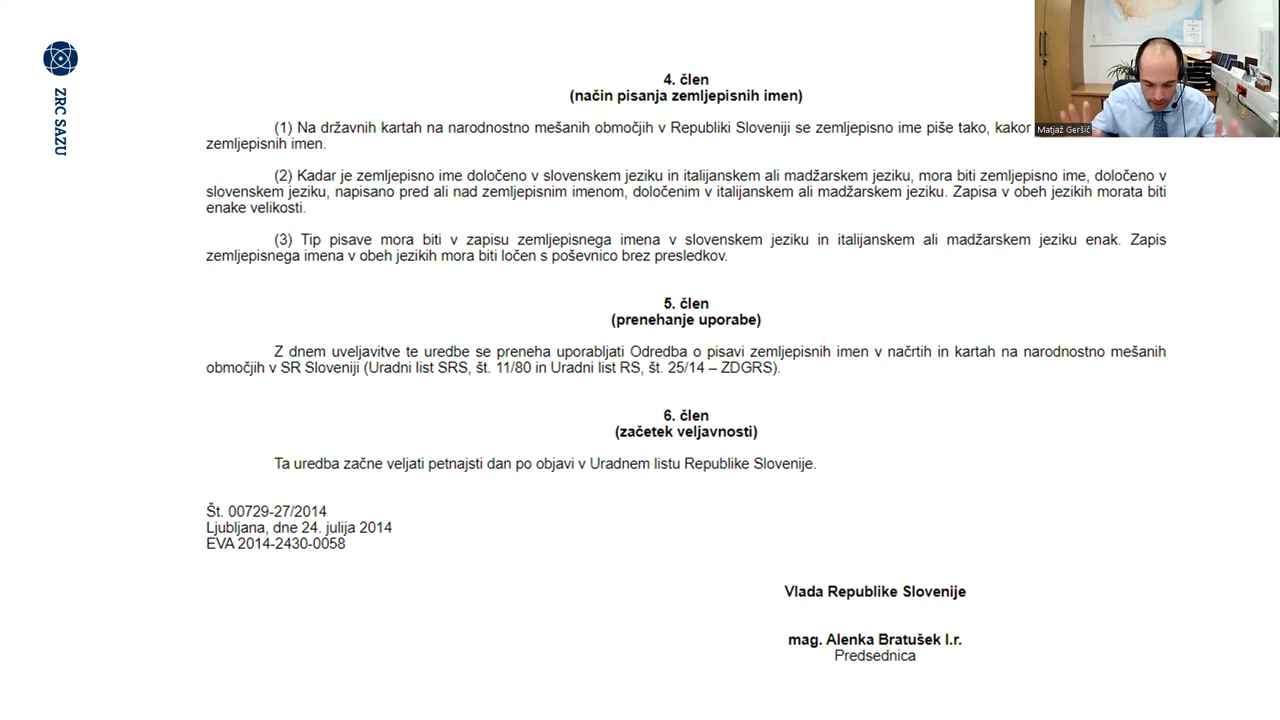 ZRC SAZU
4. člen
(način pisanja zemljepisnih imen)
(1) Na državnih kartah na narodnostno mešanih območjih v Republiki Sloveniji se zemljepisno ime piše tako, kakor
zemljepisnih imen.
(2) Kadar je zemljepisno ime določeno v slovenskem jeziku in italijanskem ali madžarskem jeziku, mora biti zemljepisno ime, določeno v
slovenskem jeziku, napisano pred ali nad zemljepisnim imenom, določenim v italijanskem ali madžarskem jeziku. Zapisa v obeh jezikih morata biti
enake velikosti.
(3) Tip pisave mora biti v zapisu zemljepisnega imena v slovenskem jeziku in italijanskem ali madžarskem jeziku enak. Zapis
zemljepisnega imena v obeh jezikih mora biti ločen s poševnico brez presledkov.
5. člen
(prenehanje uporabe)
Z dnem uveljavitve te uredbe se preneha uporabljati Odredba o pisavi zemljepisnih imen v načrtih in kartah na narodnostno mešanih
območjih v SR Sloveniji (Uradni list SRS, št. 11/80 in Uradni list RS, št. 25/14 – ZDGRS).
6. člen
(začetek veljavnosti)
Ta uredba začne veljati petnajsti dan po objavi v Uradnem listu Republike Slovenije.
Št. 00729-27/2014
Ljubljana, dne 24. julija 2014
EVA 2014-2430-0058
Vlada Republike Slovenije
mag. Alenka Bratušek l.r.
Predsednica
Matjaž Geršič